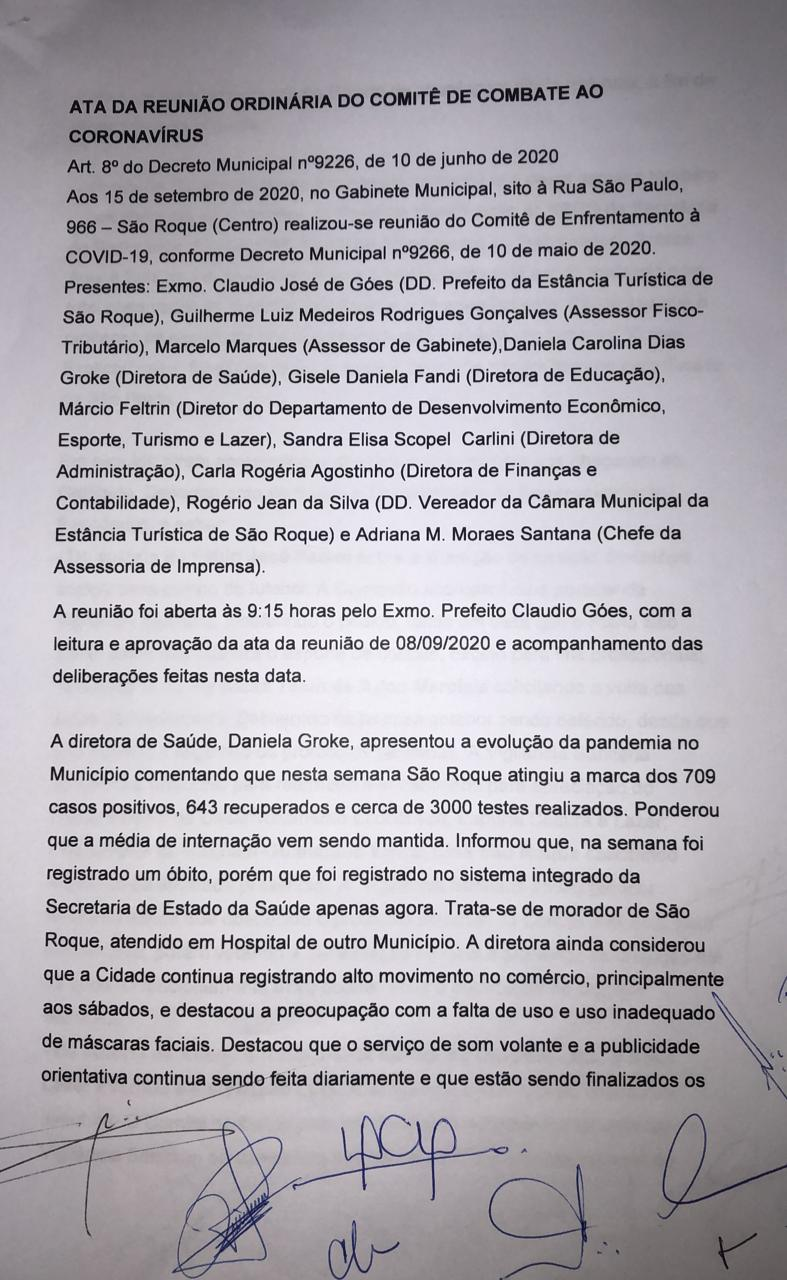 ATA DA REUNIÃO ORDINÁRIA DO COMITÊ DE COMBATE AO
CORONAVÍRUS
Art. 8º do Decreto Municipal nº9226, de 10 de junho de 2020
Aos 15 de setembro de 2020, no Gabinete Municipal, sito à Rua São Paulo,
966 – São Roque (Centro) realizou-se reunião do Comitê de Enfrentamento à
COVID-19, conforme Decreto Municipal nº9266, de 10 de maio de 2020.
Presentes: Exmo. Claudio José de Góes (DD. Prefeito da Estância Turística de
São Roque), Guilherme Luiz Medeiros Rodrigues Gonçalves (Assessor Fisco-
Tributário), Marcelo Marques (Assessor de Gabinete),Daniela Carolina Dias
Groke (Diretora de Saúde), Gisele Daniela Fandi (Diretora de Educação),
Márcio Feltrin (Diretor do Departamento de Desenvolvimento Econômico,
Esporte, Turismo e Lazer), Sandra Elisa Scopel Carlini (Diretora de
Administração), Carla Rogéria Agostinho (Diretora de Finanças e
Contabilidade), Rogério Jean da Silva (DD. Vereador da Câmara Municipal da
Estância Turística de São Roque) e Adriana M. Moraes Santana (Chefe da
Assessoria de Imprensa).
A reunião foi aberta às 9:15 horas pelo Exmo. Prefeito Claudio Góes, com a
leitura e aprovação da ata da reunião de 08/09/2020 e acompanhamento das
deliberações feitas nesta data.
A diretora de Saúde, Daniela Groke, apresentou a evolução da pandemia no
Município comentando que nesta semana São Roque atingiu a marca dos 709
casos positivos, 643 recuperados e cerca de 3000 testes realizados. Ponderou
que a média de internação vem sendo mantida. Informou que, na semana foi
registrado um óbito, porém que foi registrado no sistema integrado da
Secretaria de Estado da Saúde apenas agora. Trata-se de morador de São
Roque, atendido em Hospital de outro Município. A diretora ainda considerou
que a Cidade continua registrando alto movimento no comércio, principalmente
aos sábados, e destacou a preocupação com a falta de uso e uso inadequado
de máscaras faciais. Destacou que o serviço de som volante e a publicidade
orientativa continua sendo feita diariamente e que estão sendo finalizados os